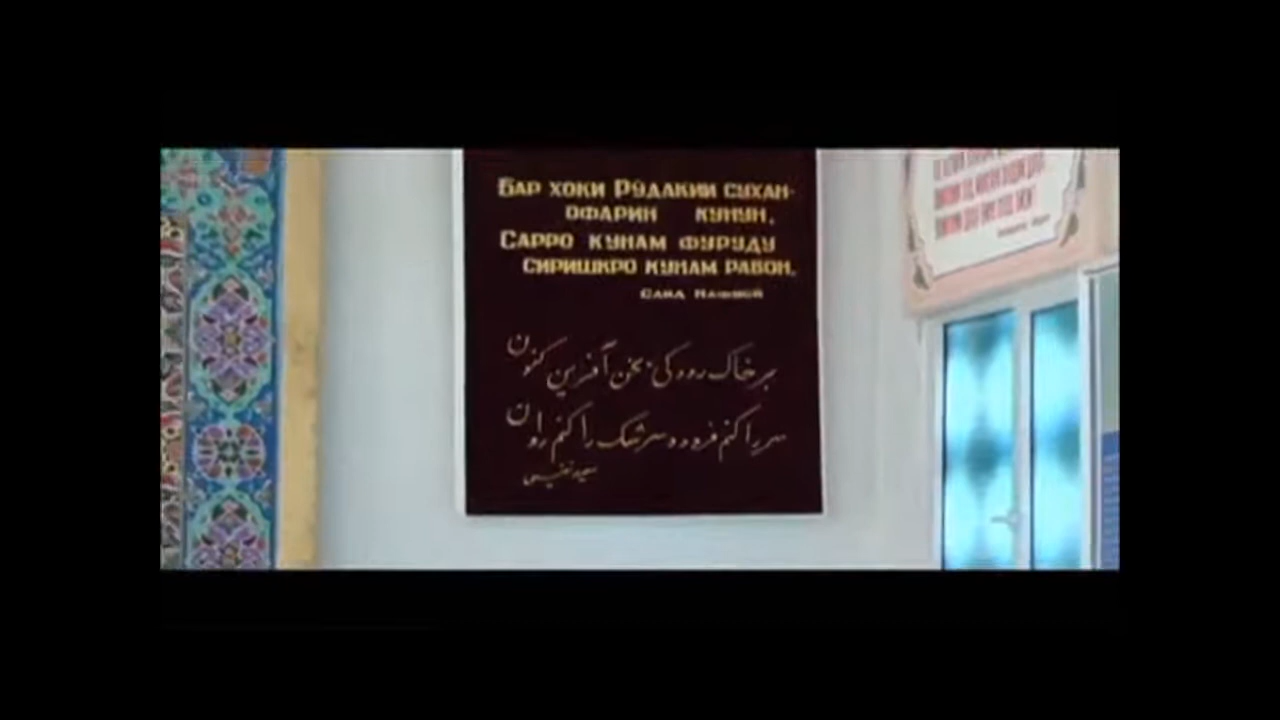 Бар хоки Рӯдакии сухан-
офарин кунун,
Сарро кунам фуруду
сиришкро кунам равон.
Саид Нафисӣ
بر خاک رودکی سخن آفرین کنون
سر را کنم فرود و سرشک را کنم روان
سعید نفیسی